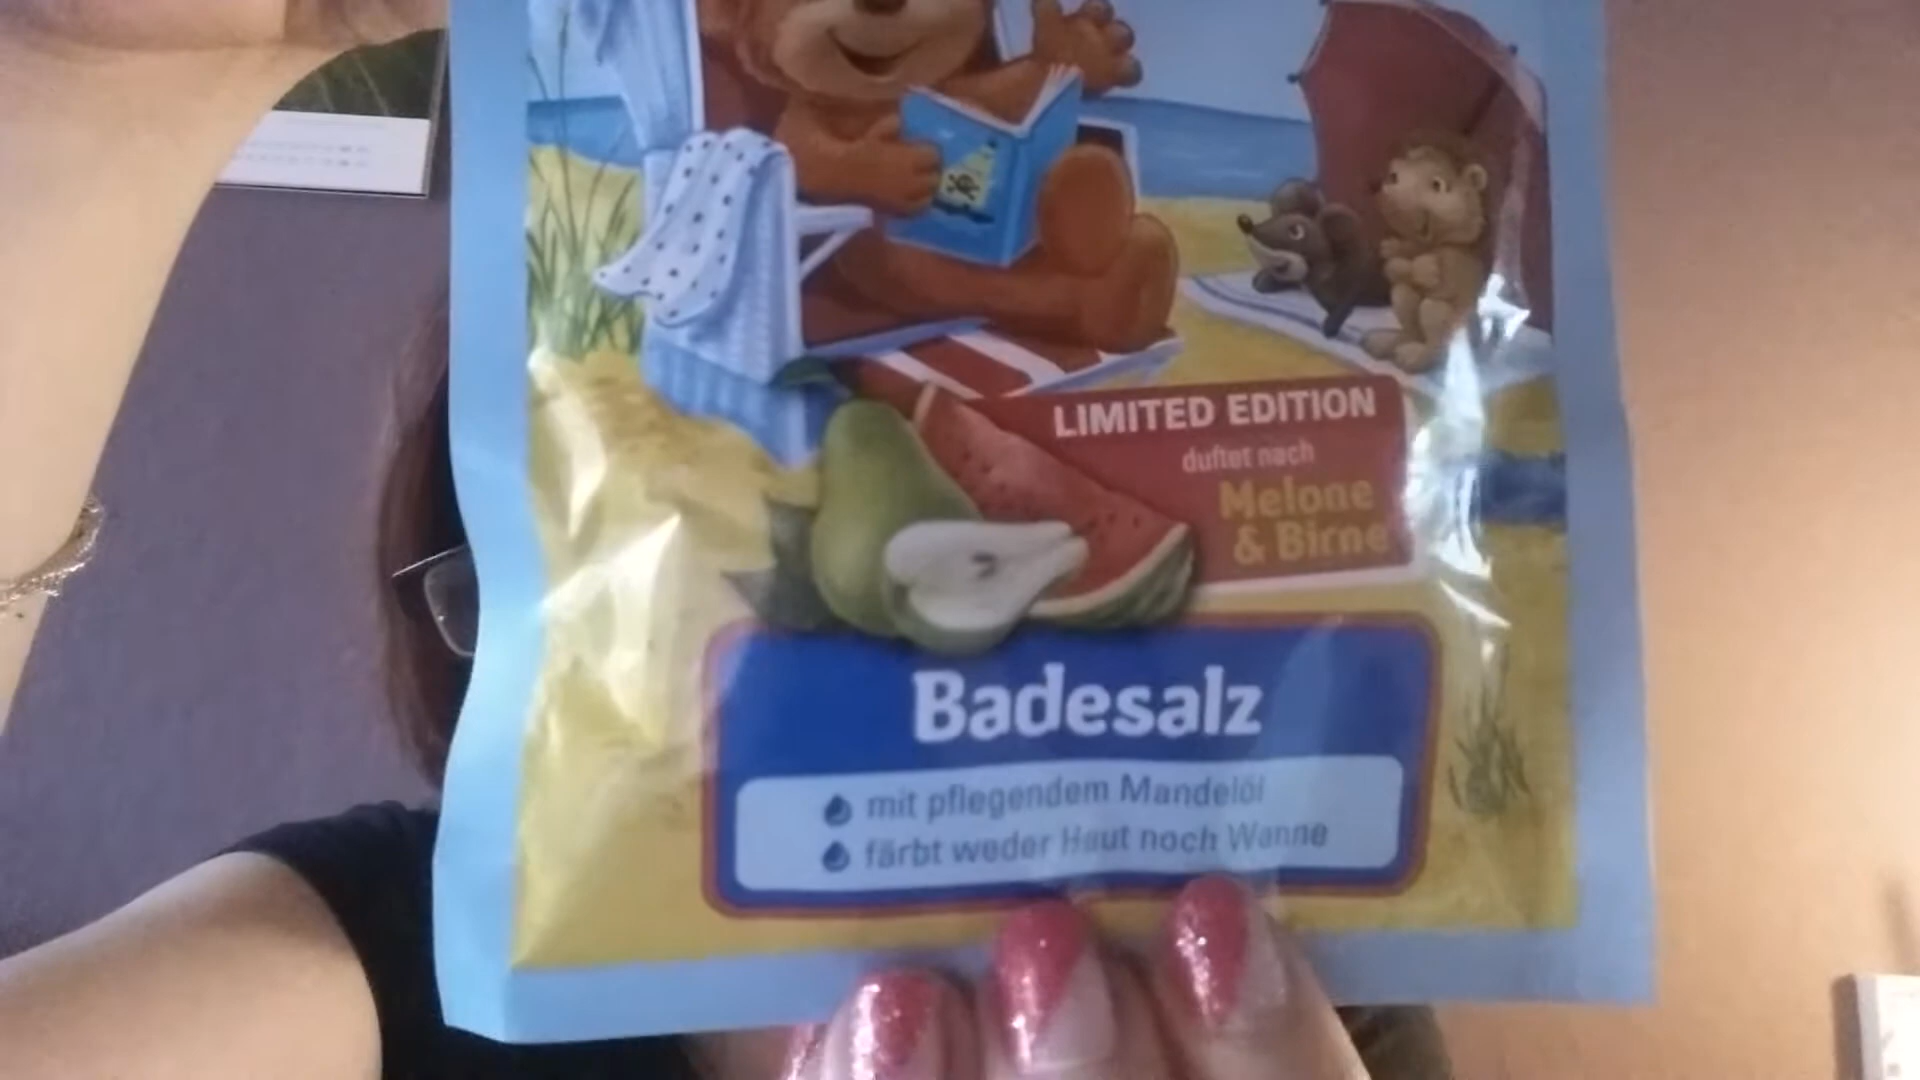 LIMITED EDITION
duftet nach
Melone
& Birne
Badesalz
mit pflegendem Mandelöl
färbt weder Haut noch Wanne